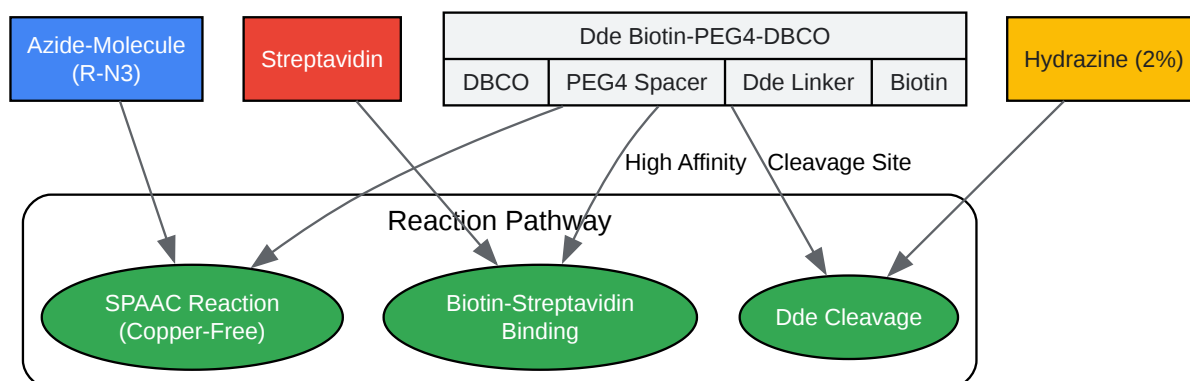 Azide-Molecule
(R-N3)
Streptavidin
Dde Biotin-PEG4-DBCO
DBCO
PEG4 Spacer
Dde Linker
Biotin
Hydrazine (2%)
High Affinity
Cleavage Site
Reaction Pathway
SPAAC Reaction
(Copper-Free)
Biotin-Streptavidin
Binding
Dde Cleavage